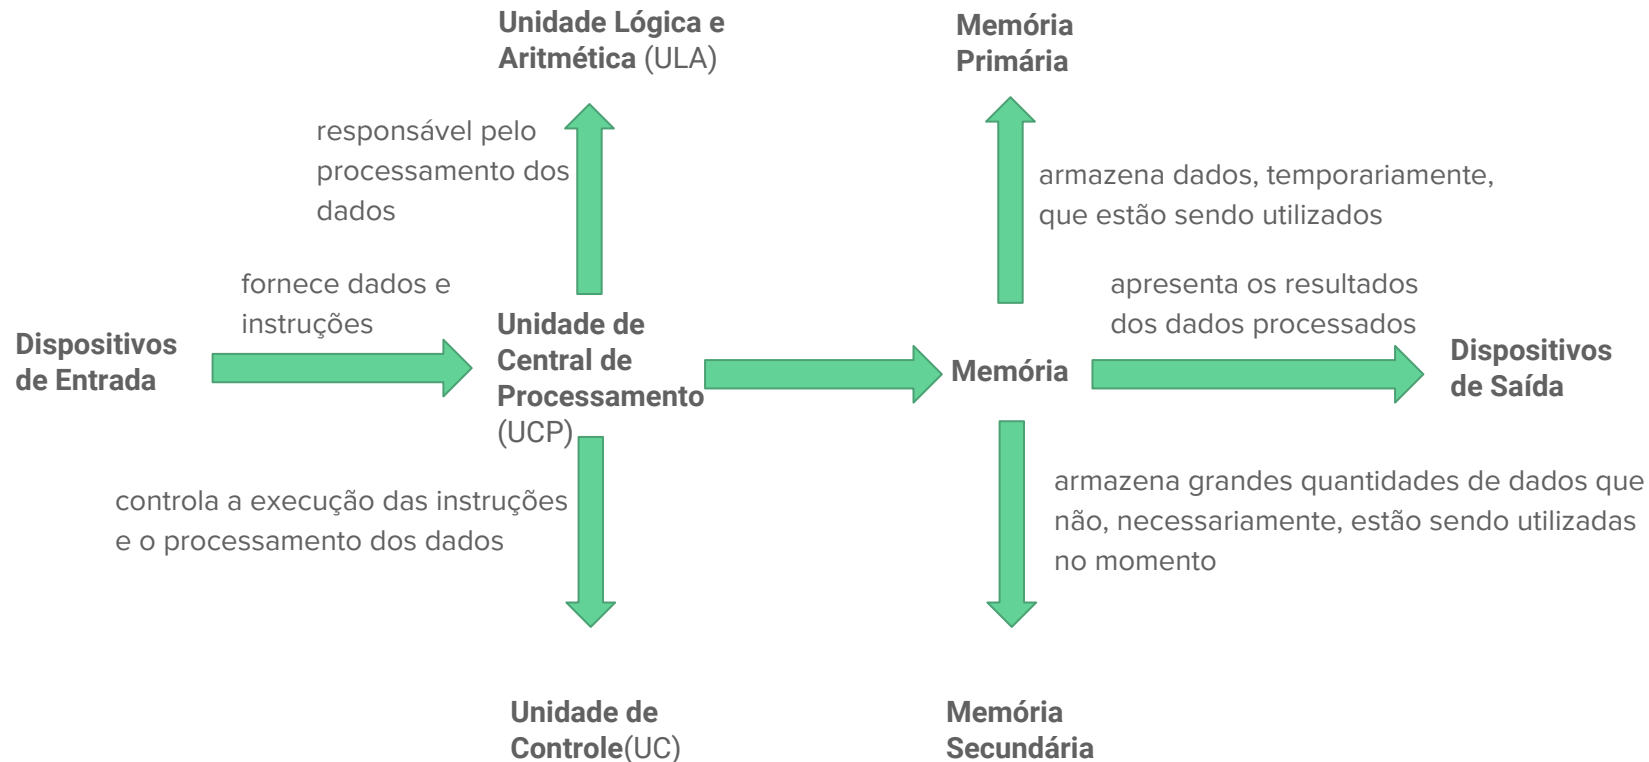 Unidade Lógica e
Aritmética (ULA)
Memória
Primária
responsável pelo
processamento dos
dados
armazena dados, temporariamente,
que estão sendo utilizados
fornece dados e
instruções
apresenta os resultados
dos dados processados
Dispositivos
de Entrada
Unidade de
Central de
Processamento
(UCP)
Memória
Dispositivos
de Saída
controla a execução das instruções
e o processamento dos dados
armazena grandes quantidades de dados que
não, necessariamente, estão sendo utilizadas
no momento
Unidade de
Controle(UC)
Memória
Secundária